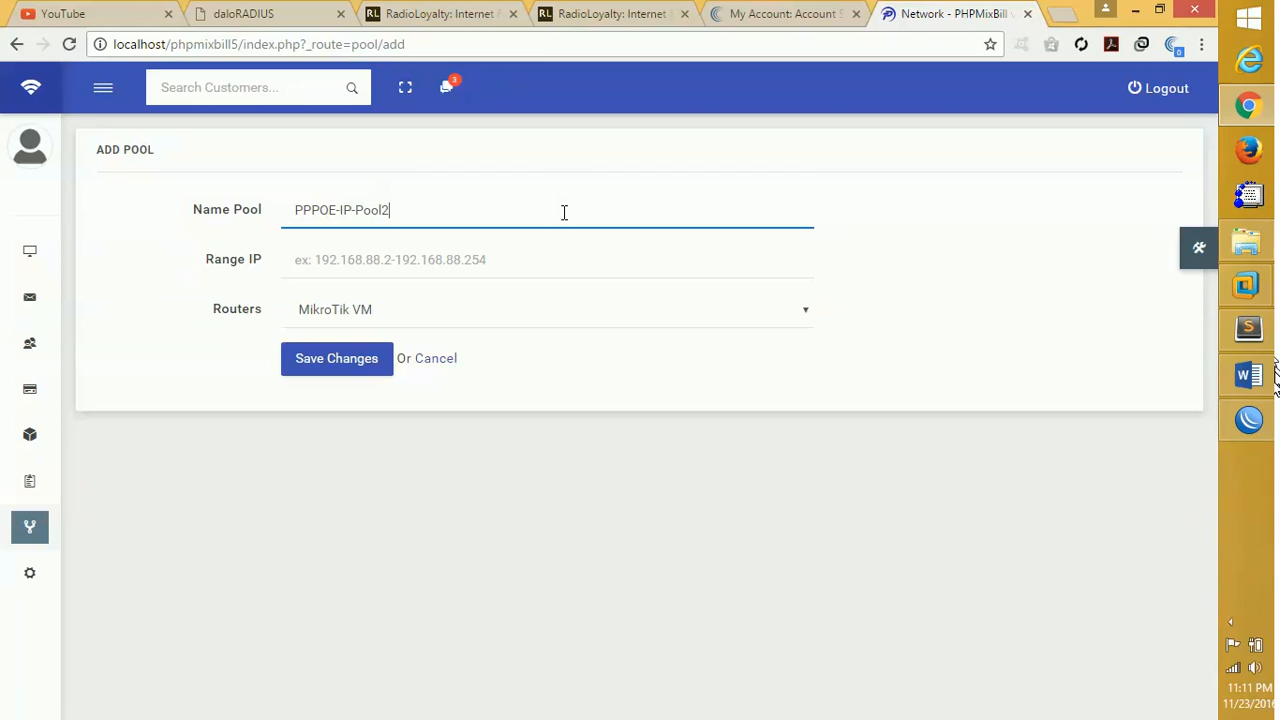 YouTube
daloRADIUS
RadioLoyalty: Internet
RadioLoyalty: Internet
My Account: Account S
Network - PHPMixBill
localhost/phpmixbill5/index.php?_route=pool/add
0
Search Customers...
3
Logout
ADD POOL
Name Pool
PPPOE-IP-Pool2
Range IP
ex: 192.168.88.2-192.168.88.254
Routers
MikroTik VM
Save Changes Or Cancel
11:11 PM
11/23/201